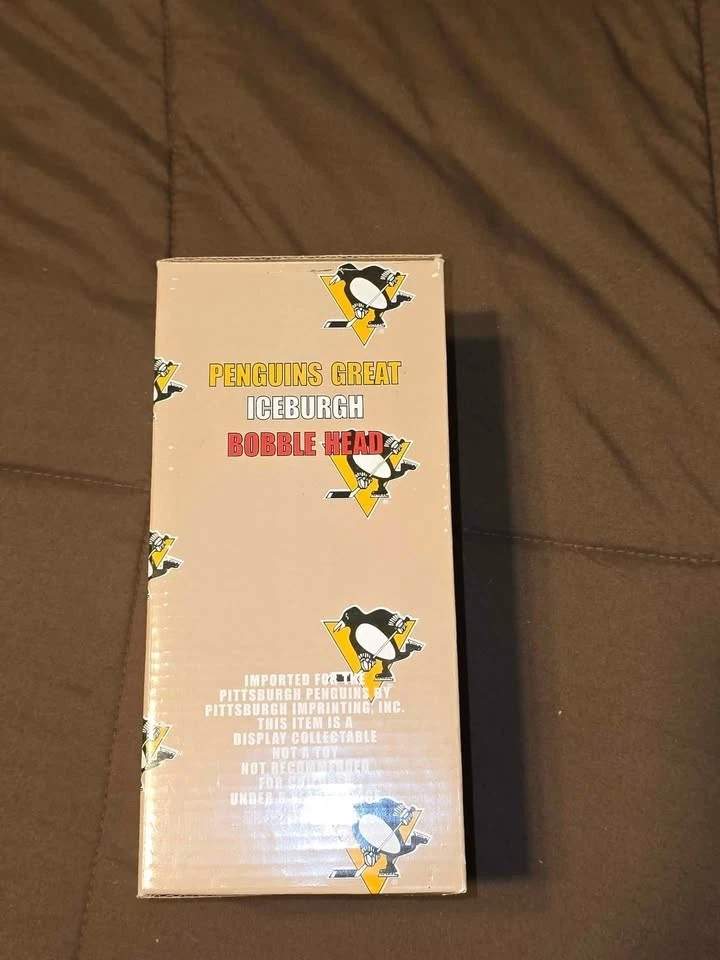 PENGUINS GREAT
ICEBURGH
BOBBLE HEAD
IMPORTED FOR THE
PITTSBURGH PENGUINS BY
PITTSBURGH IMPRINTING, INC.
THIS ITEM IS A
DISPLAY COLLECTABLE
NOT A TOY
NOT RECOMMENDED
FOR
UNDER